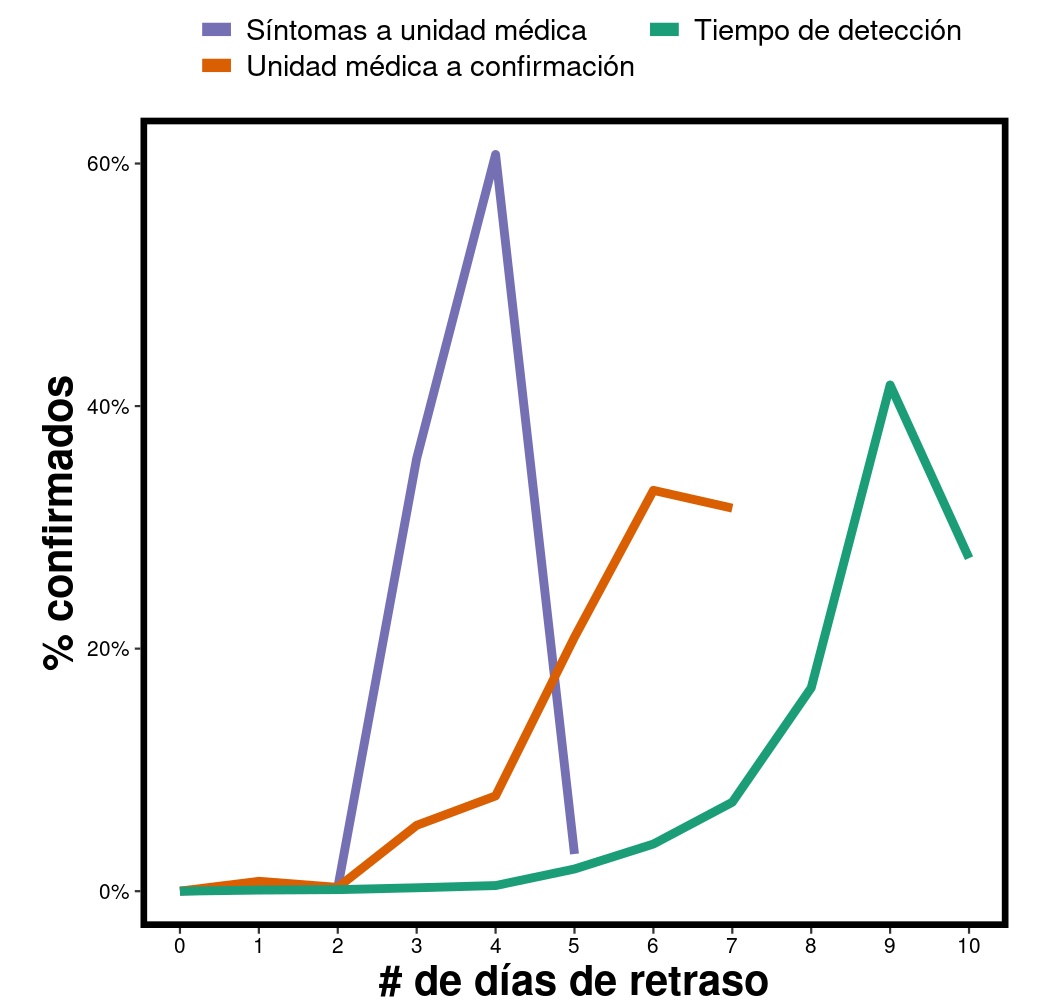 Síntomas a unidad médica
Tiempo de detección
Unidad médica a confirmación
60%
40%
20%
0%
% confirmados
0 1 2 3 4 5 6 7 8 9 10
# de días de retraso